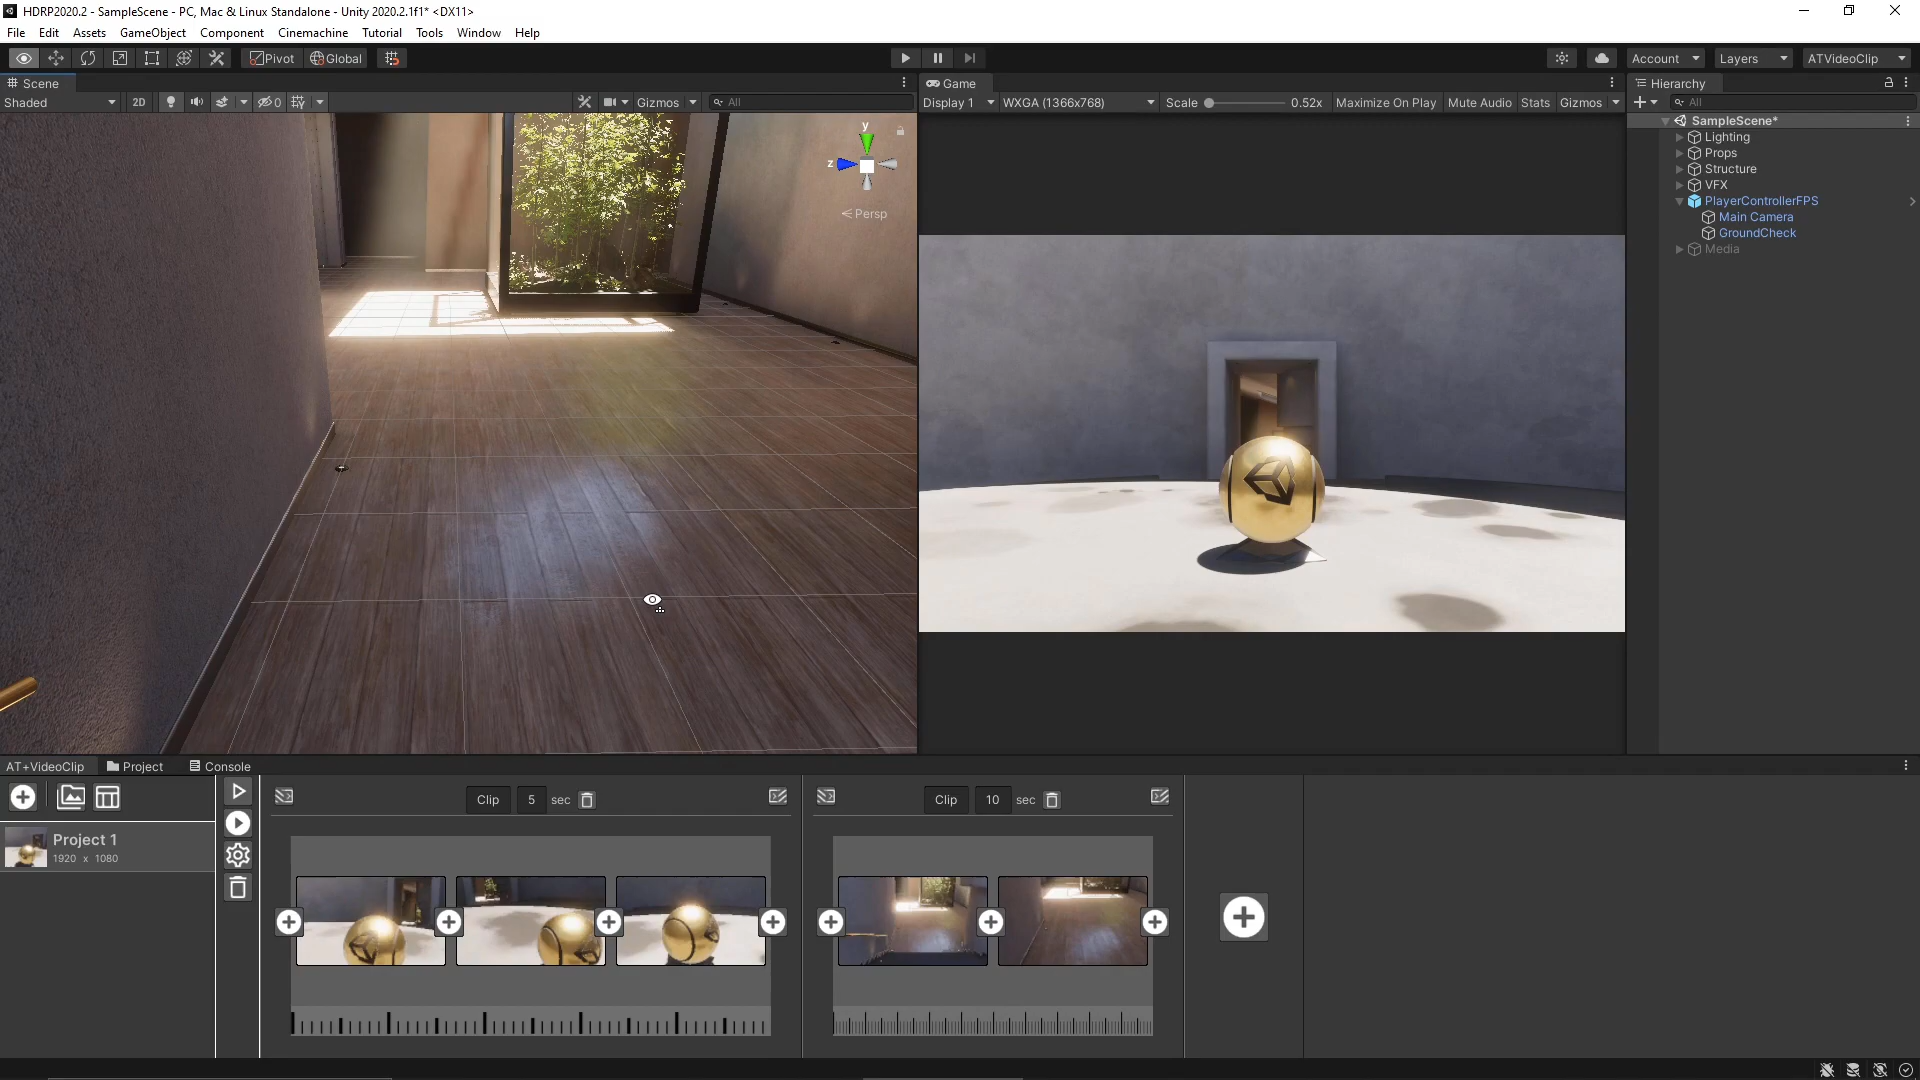 HDRP2020.2 - SampleScene - PC, Mac & Linux Standalone - Unity 2020.2.1f1* <DX11>
File Edit Assets GameObject Component Cinemachine Tutorial Tools Window Help
Pivot Global Account Layers ATVideoClip
Scene
Shaded 2D 0 Gizmos All
y
z
Persp
Game
Display 1 WXGA (1366x768) Scale 0.52x Maximize On Play Mute Audio Stats Gizmos
Hierarchy
All
SampleScene*
Lighting
Props
Structure
VFX
PlayerControllerFPS
Main Camera
GroundCheck
Media
AT+VideoClip Project Console
Project 1
1920 x 1080
Clip 5 sec
Clip 10 sec